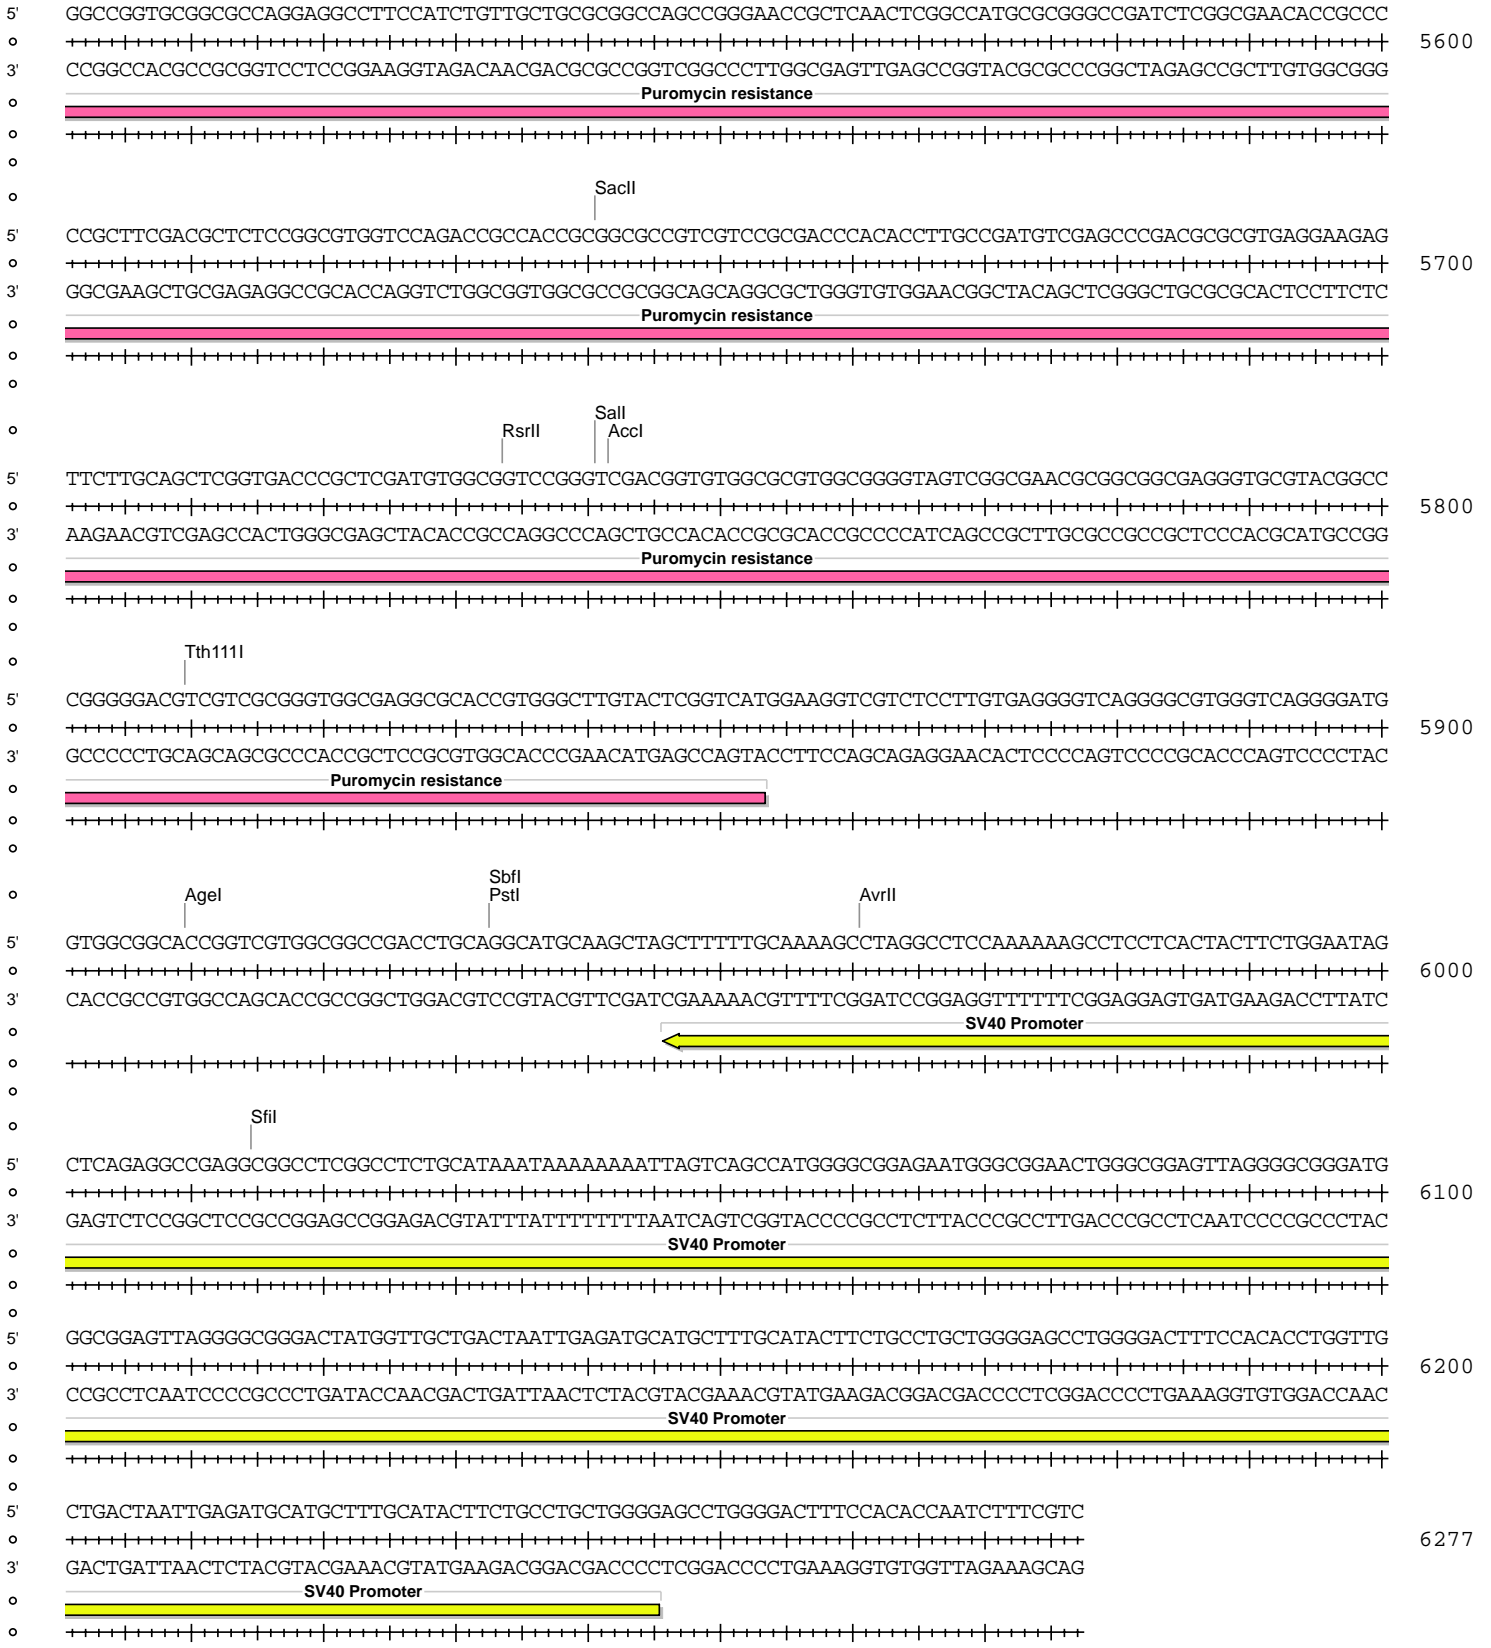 5' GGCCGGTGCGGCGCCAGGAGGCCTTCCATCTGTTGCTGCGCGGCCAGCCGGGAACCGCTCAACTCGGCCATGCGCGGGCCGATCTCGGCGAACACCGCCC
5600
3' CCGGCCACGCCGCGGTCCTCCGGAAGGTAGACAACGACGCGCCGGTCGGCCCTTGGCGAGTTGAGCCGGTACGCGCCCGGCTAGAGCCGCTTGTGGCGGG
Puromycin resistance
SacII
5' CCGCTTCGACGCTCTCCGGCGTGGTCCAGACCGCCACCGCGGCGCCGTCGTCCGCGACCCACACCTTGCCGATGTCGAGCCCGACGCGCGTGAGGAAGAG
5700
3' GGCGAAGCTGCGAGAGGCCGCACCAGGTCTGGCGGTGGCGCCGCGGCAGCAGGCGCTGGGTGTGGAACGGCTACAGCTCGGGCTGCGCGCACTCCTTCTC
Puromycin resistance
SalI
RsrII AccI
5' TTCTTGCAGCTCGGTGACCCGCTCGATGTGGCGGTCCGGGTCGACGGTGTGGCGCGTGGCGGGGTAGTCGGCGAACGCGGCGGCGAGGGTGCGTACGGCC
5800
3' AAGAACGTCGAGCCACTGGGCGAGCTACACCGCCAGGCCCAGCTGCCACACCGCGCACCGCCCCATCAGCCGCTTGCGCCGCCGCTCCCACGCATGCCGG
Puromycin resistance
Tth111I
5' CGGGGGACGTCGTCGCGGGTGGCGAGGCGCACCGTGGGCTTGTACTCGGTCATGGAAGGTCGTCTCCTTGTGAGGGGTCAGGGGCGTGGGTCAGGGGATG
5900
3' GCCCCCTGCAGCAGCGCCCACCGCTCCGCGTGGCACCCGAACATGAGCCAGTACCTTCCAGCAGAGGAACACTCCCCAGTCCCCGCACCCAGTCCCCTAC
Puromycin resistance
SbfI
AgeI PstI AvrII
5' GTGGCGGCACCGGTCGTGGCGGCCGACCTGCAGGCATGCAAGCTAGCTTTTTGCAAAAGCCTAGGCCTCCAAAAAAGCCTCCTCACTACTTCTGGAATAG
6000
3' CACCGCCGTGGCCAGCACCGCCGGCTGGACGTCCGTACGTTCGATCGAAAAACGTTTTCGGATCCGGAGGTTTTTTCGGAGGAGTGATGAAGACCTTATC
SV40 Promoter
SfiI
5' CTCAGAGGCCGAGGCGGCCTCGGCCTCTGCATAAATAAAAAAAATTAGTCAGCCATGGGGCGGAGAATGGGCGGAACTGGGCGGAGTTAGGGGCGGGATG
6100
3' GAGTCTCCGGCTCCGCCGGAGCCGGAGACGTATTTATTTTTTTTAATCAGTCGGTACCCCGCCTCTTACCCGCCTTGACCCGCCTCAATCCCCGCCCTAC
SV40 Promoter
5' GGCGGAGTTAGGGGCGGGACTATGGTTGCTGACTAATTGAGATGCATGCTTTGCATACTTCTGCCTGCTGGGGAGCCTGGGGACTTTCCACACCTGGTTG
6200
3' CCGCCTCAATCCCCGCCCTGATACCAACGACTGATTAACTCTACGTACGAAACGTATGAAGACGGACGACCCCTCGGACCCCTGAAAGGTGTGGACCAAC
SV40 Promoter
5' CTGACTAATTGAGATGCATGCTTTGCATACTTCTGCCTGCTGGGGAGCCTGGGGACTTTCCACACCAATCTTTCGTC
6277
3' GACTGATTAACTCTACGTACGAAACGTATGAAGACGGACGACCCCTCGGACCCCTGAAAGGTGTGGTTAGAAAGCAG
SV40 Promoter